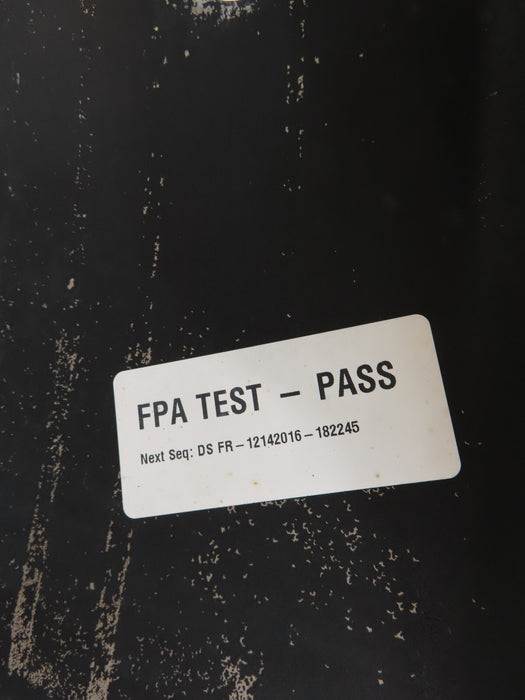 FPA TEST – PASS
Next Seq: DS FR – 12142016 – 182245